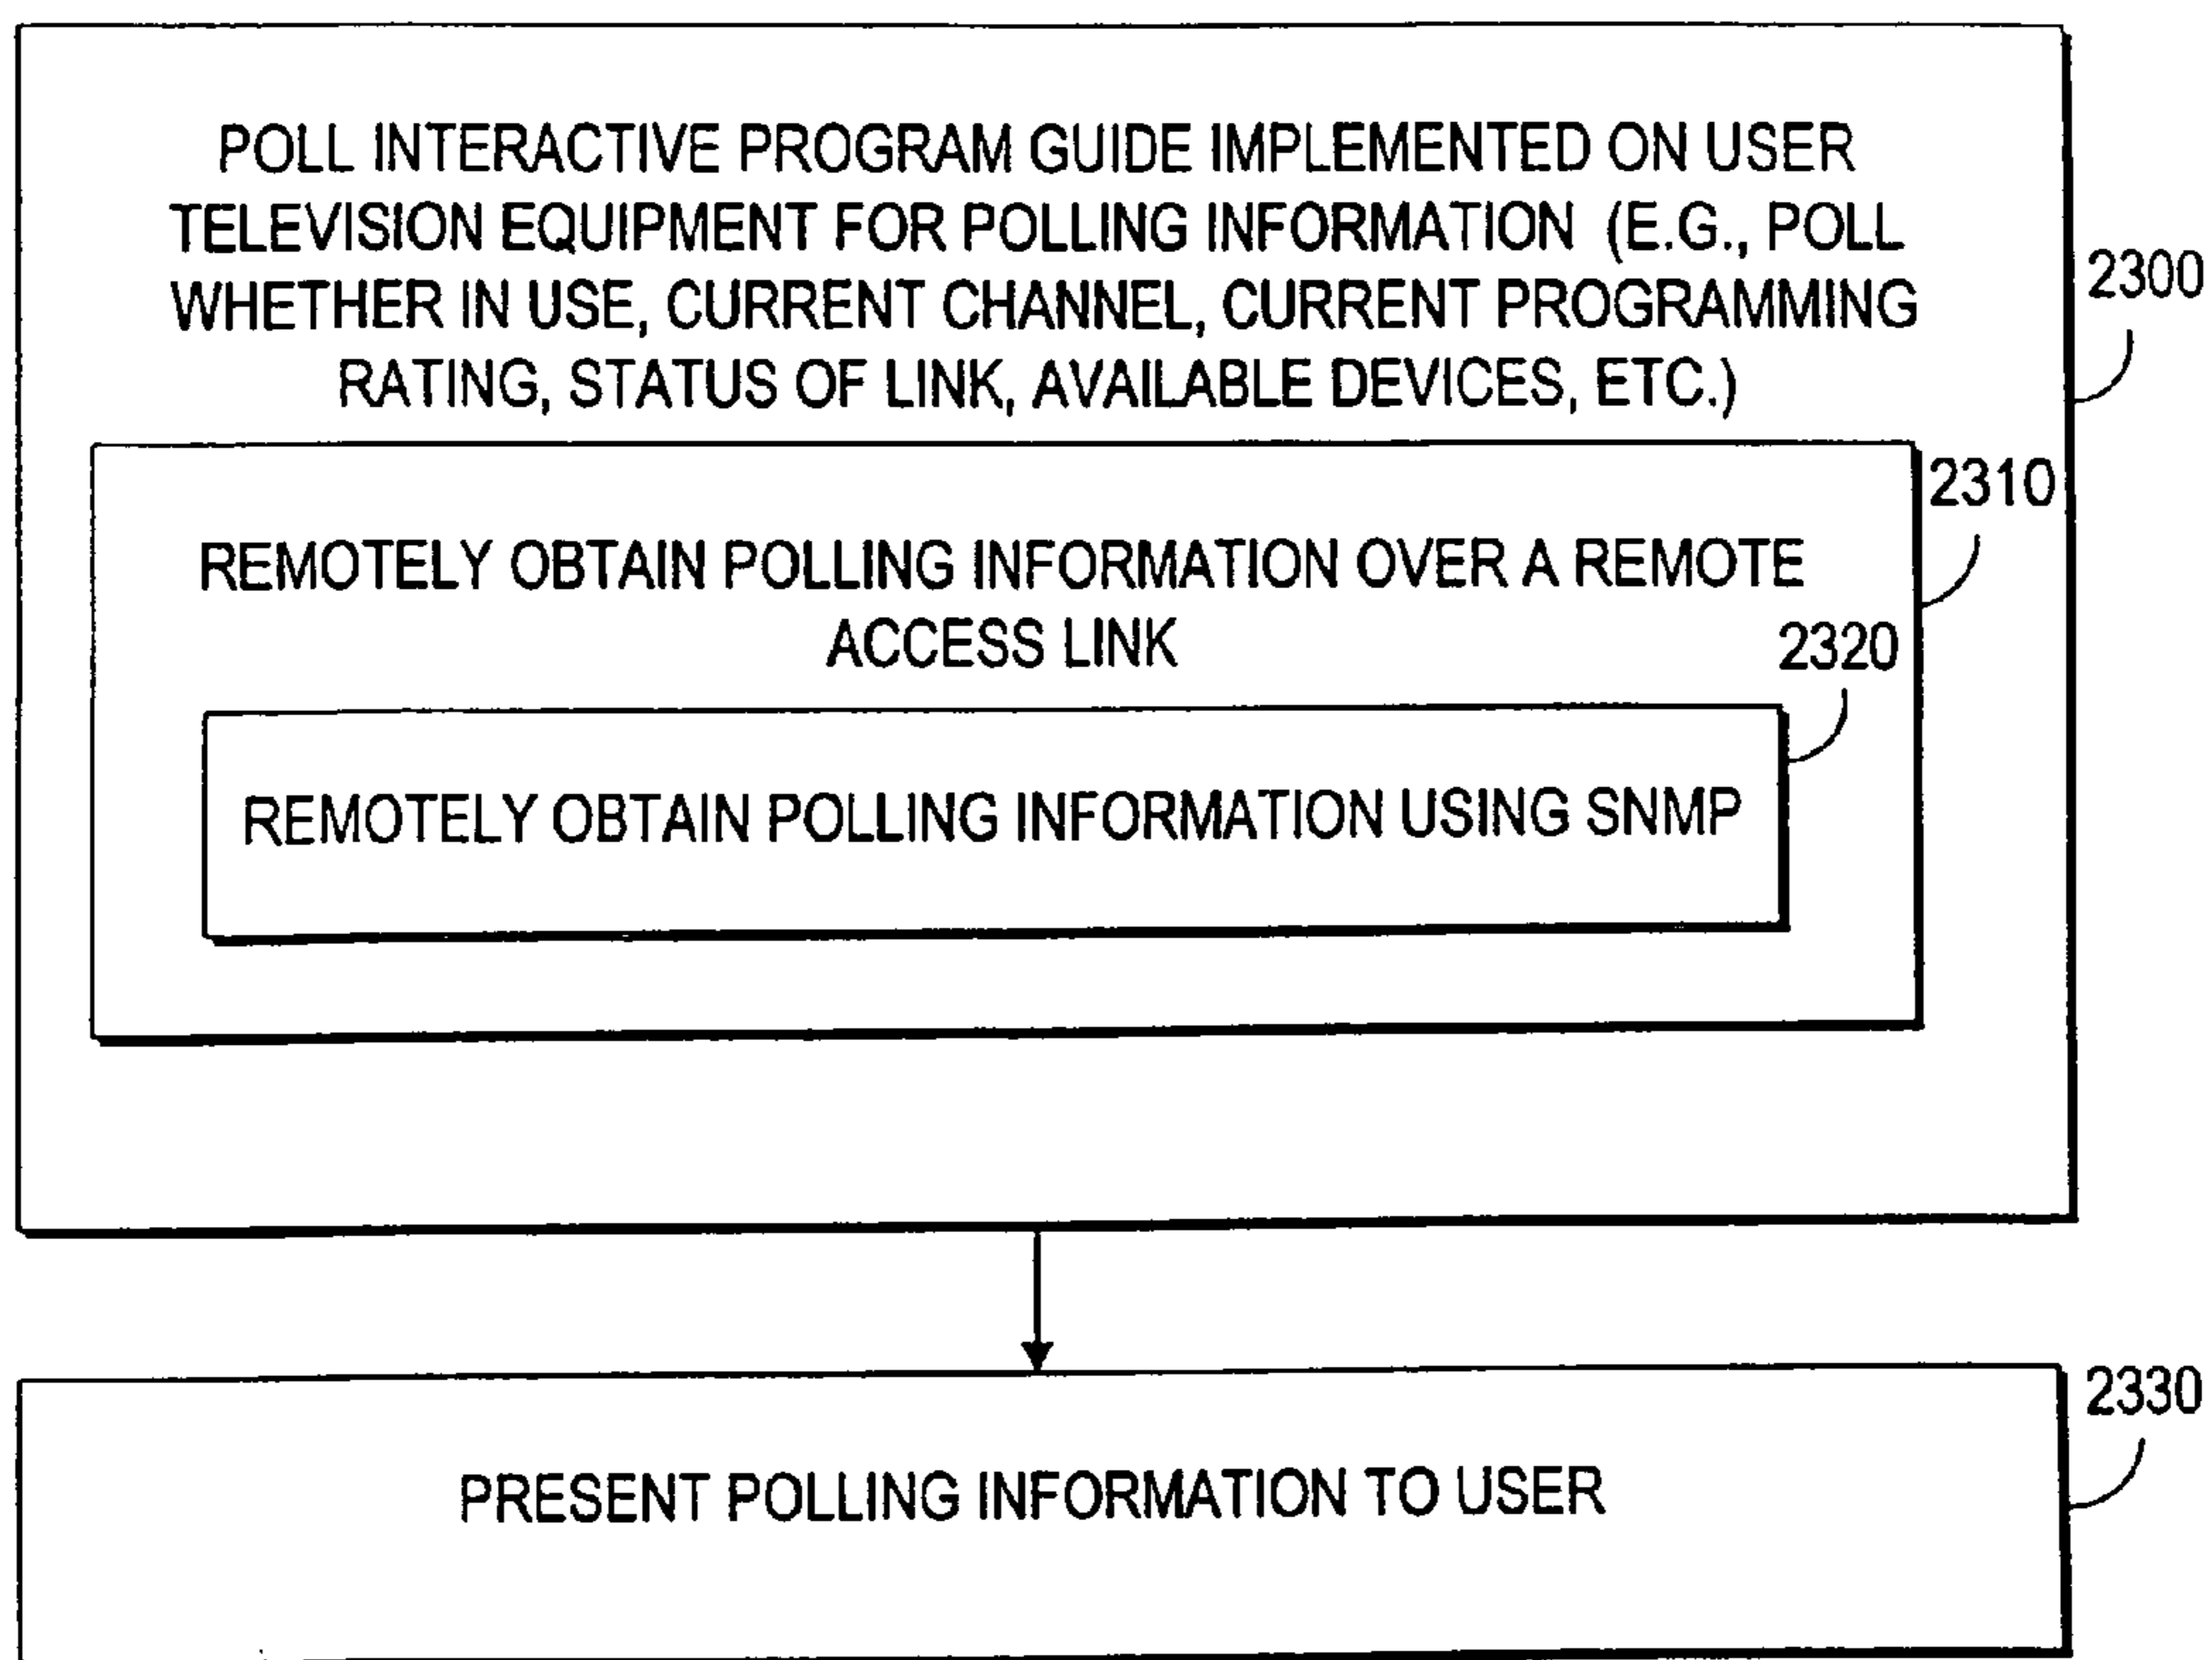 POLL INTERACTIVE PROGRAM GUIDE IMPLEMENTED ON USER
TELEVISION EQUIPMENT FOR POLLING INFORMATION (E.G., POLL
WHETHER IN USE, CURRENT CHANNEL, CURRENT PROGRAMMING
RATING, STATUS OF LINK, AVAILABLE DEVICES, ETC.)
2300
2310
REMOTELY OBTAIN POLLING INFORMATION OVER A REMOTE
ACCESS LINK
2320
REMOTELY OBTAIN POLLING INFORMATION USING SNMP
2330
PRESENT POLLING INFORMATION TO USER